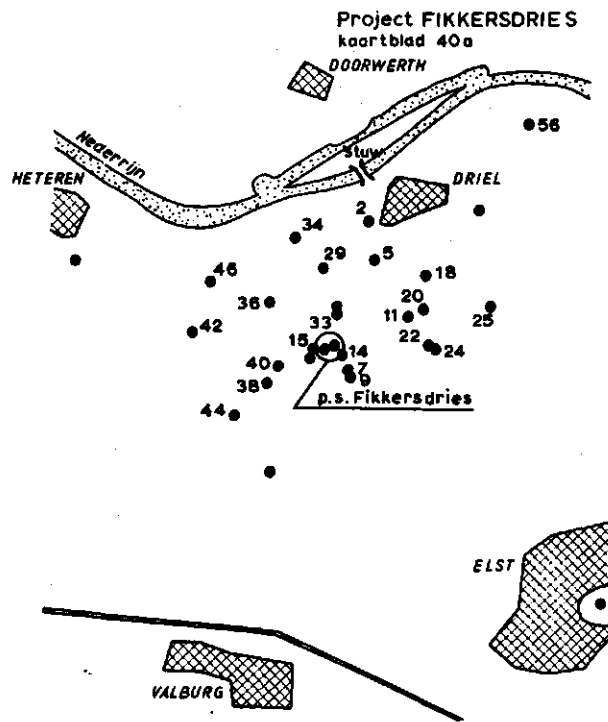 Project FIKKERSDRIES
kaartblad 40a
DOORWERTH
56
Nederrijn
Stuw
HETEREN
DRIEL
2
34
5
29
18
46
36
20
11
25
33
42
15
14
22
24
40
7
38
9
p.s. Fikkersdries
44
ELST
VALBURG